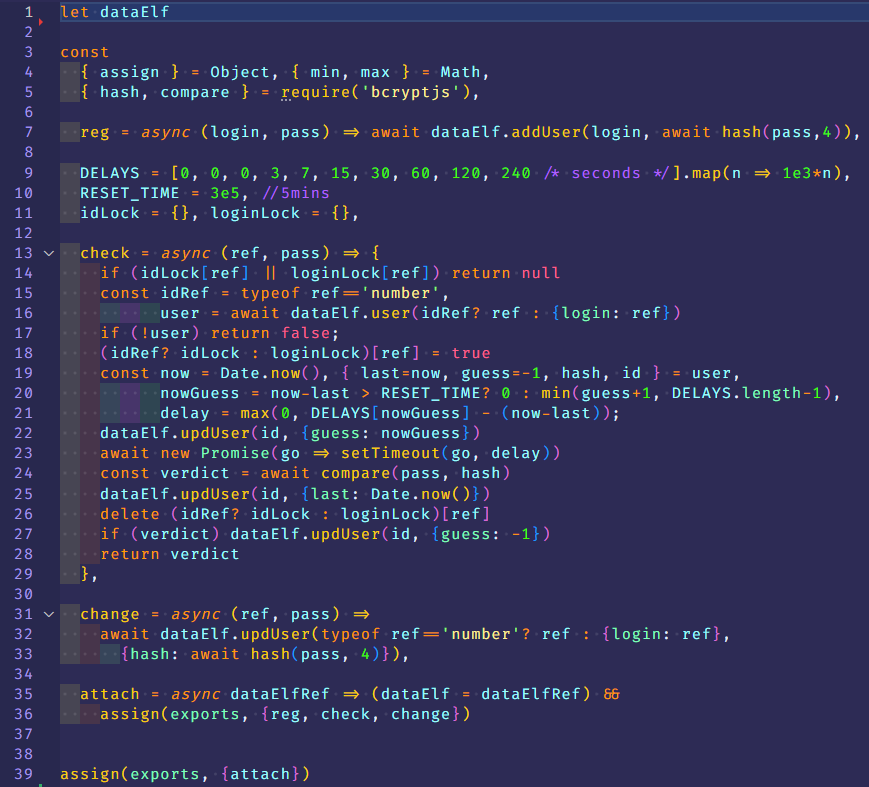 1 let dataElf
2
3 const
4   { assign } = Object, { min, max } = Math,
5   { hash, compare } = require('bcryptjs'),
6
7   reg = async (login, pass) => await dataElf.addUser(login, await hash(pass,4)),
8
9   DELAYS = [0, 0, 0, 3, 7, 15, 30, 60, 120, 240 /* seconds */].map(n => 1e3*n),
10   RESET_TIME = 3e5, //5mins
11   idLock = {}, loginLock = {},
12
13   check = async (ref, pass) => {
14     if (idLock[ref] || loginLock[ref]) return null
15     const idRef = typeof ref=='number',
16           user = await dataElf.user(idRef? ref : {login: ref})
17     if (!user) return false;
18     (idRef? idLock : loginLock)[ref] = true
19     const now = Date.now(), { last=now, guess=-1, hash, id } = user,
20           nowGuess = now-last > RESET_TIME? 0 : min(guess+1, DELAYS.length-1),
21           delay = max(0, DELAYS[nowGuess] - (now-last));
22     dataElf.updUser(id, {guess: nowGuess})
23     await new Promise(go => setTimeout(go, delay))
24     const verdict = await compare(pass, hash)
25     dataElf.updUser(id, {last: Date.now()})
26     delete (idRef? idLock : loginLock)[ref]
27     if (verdict) dataElf.updUser(id, {guess: -1})
28     return verdict
29   },
30
31   change = async (ref, pass) =>
32     await dataElf.updUser(typeof ref=='number'? ref : {login: ref},
33       {hash: await hash(pass, 4)}),
34
35   attach = async dataElfRef => (dataElf = dataElfRef) &&
36     assign(exports, {reg, check, change})
37
38
39 assign(exports, {attach})